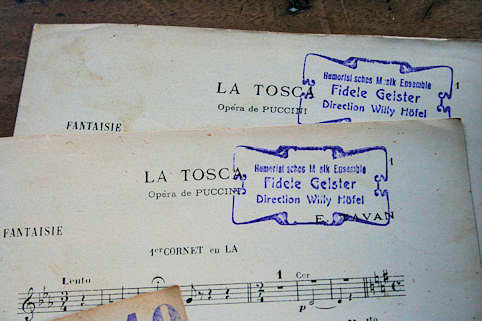 LA TOSCA
Opéra de PUCCINI
Humoristisches Musik Ensemble
Fidele Geister
Direction Willy Höfel
1
FANTAISIE
LA TOSCA
Opéra de PUCCINI
Humoristisches Musik Ensemble
Fidele Geister
Direction Willy Höfel
1
E. TAVAN
FANTAISIE
1er CORNET en LA
Lento
1
Cor
p